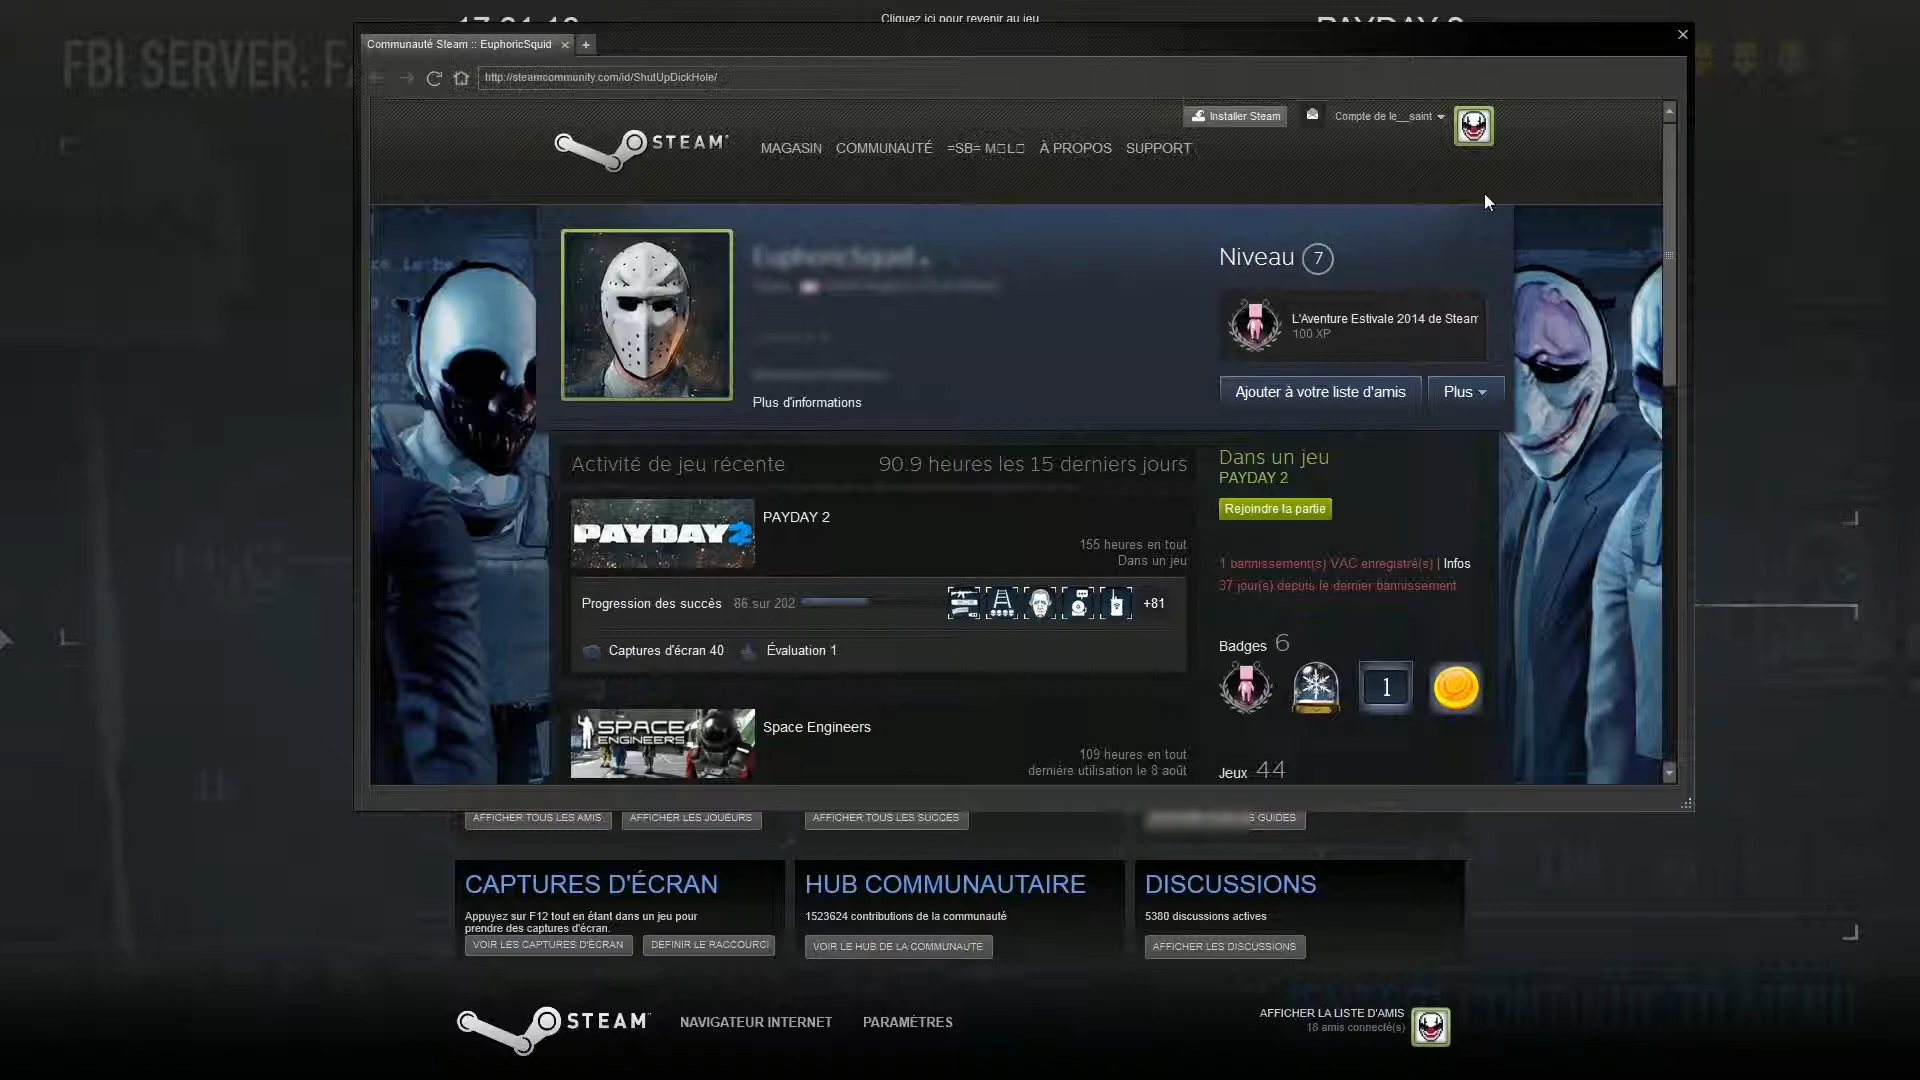 Cliquez ici pour revenir au jeu
PAYDAY 2
FBI SERVER: FA
Communauté Steam :: EuphoricSquid
http://steamcommunity.com/id/ShutUpDickHole/
Installer Steam
Compte de le__saint
STEAM
MAGASIN COMMUNAUTÉ =SB= M□L□ À PROPOS SUPPORT
EuphoricSquid
Niveau 7
L'Aventure Estivale 2014 de Steam
100 XP
Ajouter à votre liste d'amis
Plus
Plus d'informations
Activité de jeu récente
90.9 heures les 15 derniers jours
PAYDAY 2
PAYDAY 2
155 heures en tout
Dans un jeu
Progression des succès 86 sur 202
+81
Captures d'écran 40
Évaluation 1
SPACE ENGINEERS
Space Engineers
109 heures en tout
dernière utilisation le 8 août
Dans un jeu
PAYDAY 2
Rejoindre la partie
1 bannissement(s) VAC enregistré(s) | Infos
37 jour(s) depuis le dernier bannissement
Badges 6
1
Jeux 44
AFFICHER TOUS LES AMIS
AFFICHER LES JOUEURS
AFFICHER TOUS LES SUCCÈS
S GUIDES
CAPTURES D'ÉCRAN
Appuyez sur F12 tout en étant dans un jeu pour
prendre des captures d'écran.
VOIR LES CAPTURES D'ÉCRAN
DÉFINIR LE RACCOURCI
HUB COMMUNAUTAIRE
1523624 contributions de la communauté
VOIR LE HUB DE LA COMMUNAUTÉ
DISCUSSIONS
5380 discussions actives
AFFICHER LES DISCUSSIONS
STEAM
NAVIGATEUR INTERNET
PARAMÈTRES
AFFICHER LA LISTE D'AMIS
18 amis connecté(s)